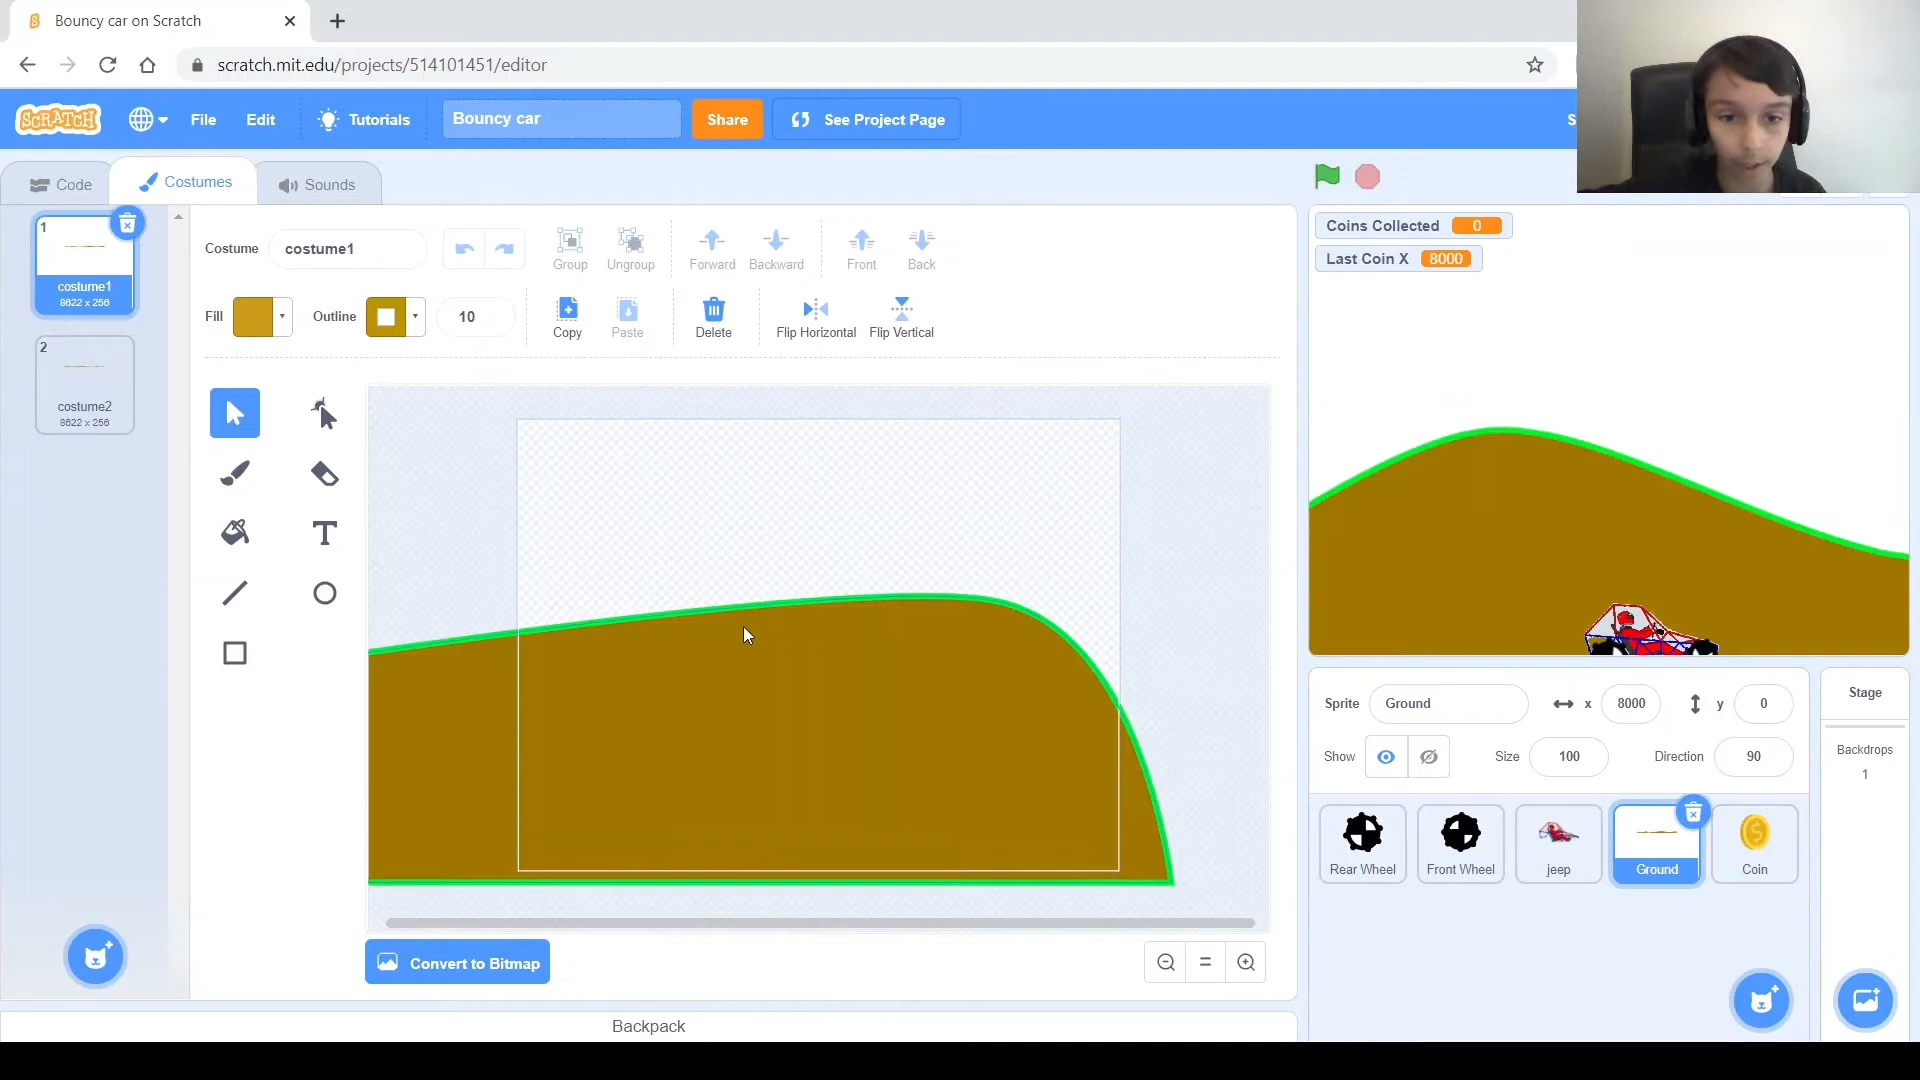 Bouncy car on Scratch
scratch.mit.edu/projects/514101451/editor
SCRATCH
File
Edit
Tutorials
Bouncy car
Share
See Project Page
S
Code
Costumes
Sounds
1
costume1
8622 x 256
2
costume2
8622 x 256
Costume
costume1
Group
Ungroup
Forward
Backward
Front
Back
Fill
Outline
10
Copy
Paste
Delete
Flip Horizontal
Flip Vertical
T
Convert to Bitmap
=
Backpack
Coins Collected 0
Last Coin X 8000
Sprite
Ground
x
8000
y
0
Show
Size
100
Direction
90
Rear Wheel
Front Wheel
jeep
Ground
Coin
Stage
Backdrops
1